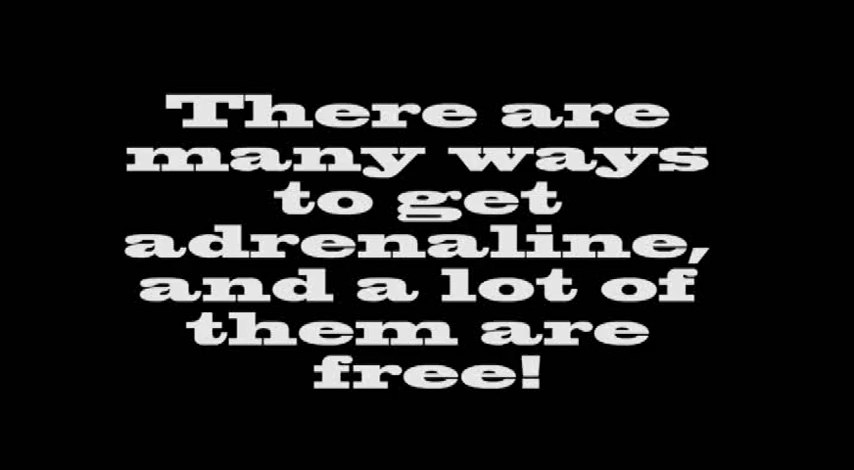 There are
many ways
to get
adrenaline,
and a lot of
them are
free!